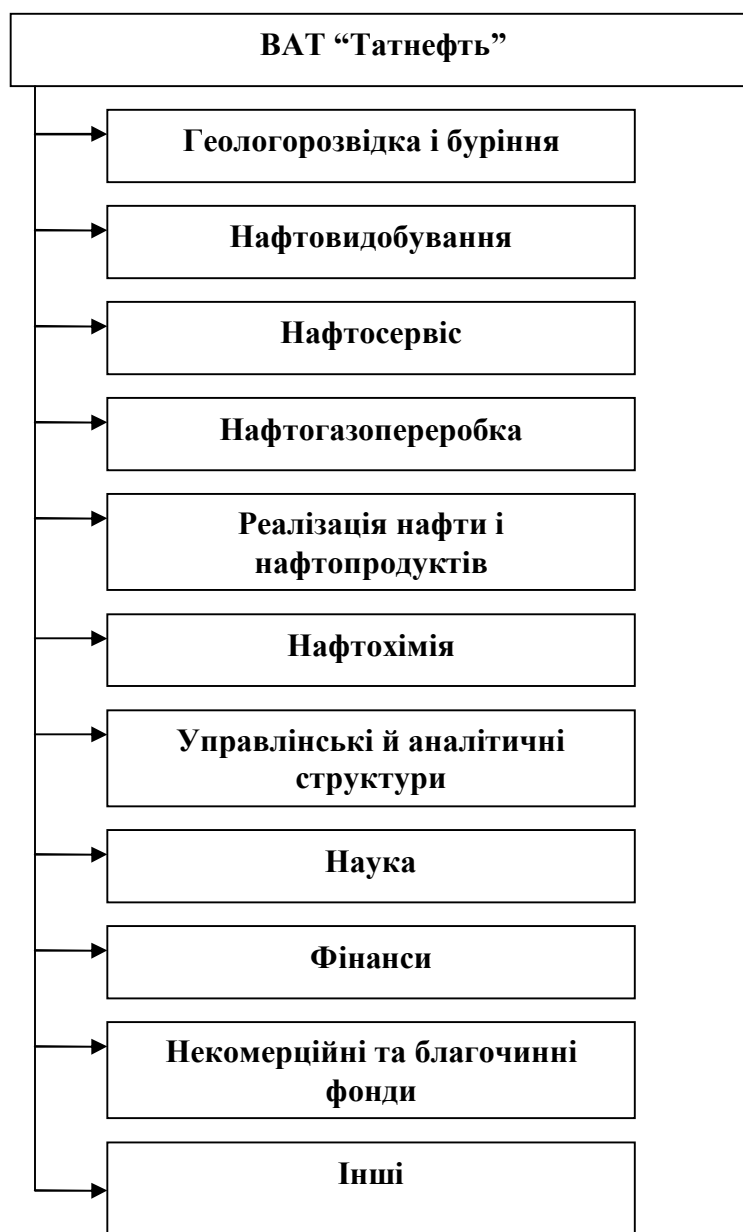 ВАТ “Татнефть”
Геологорозвідка і буріння
Нафтовидобування
Нафтосервіс
Нафтогазопереробка
Реалізація нафти і
нафтопродуктів
Нафтохімія
Управлінські й аналітичні
структури
Наука
Фінанси
Некомерційні та благочинні
фонди
Інші